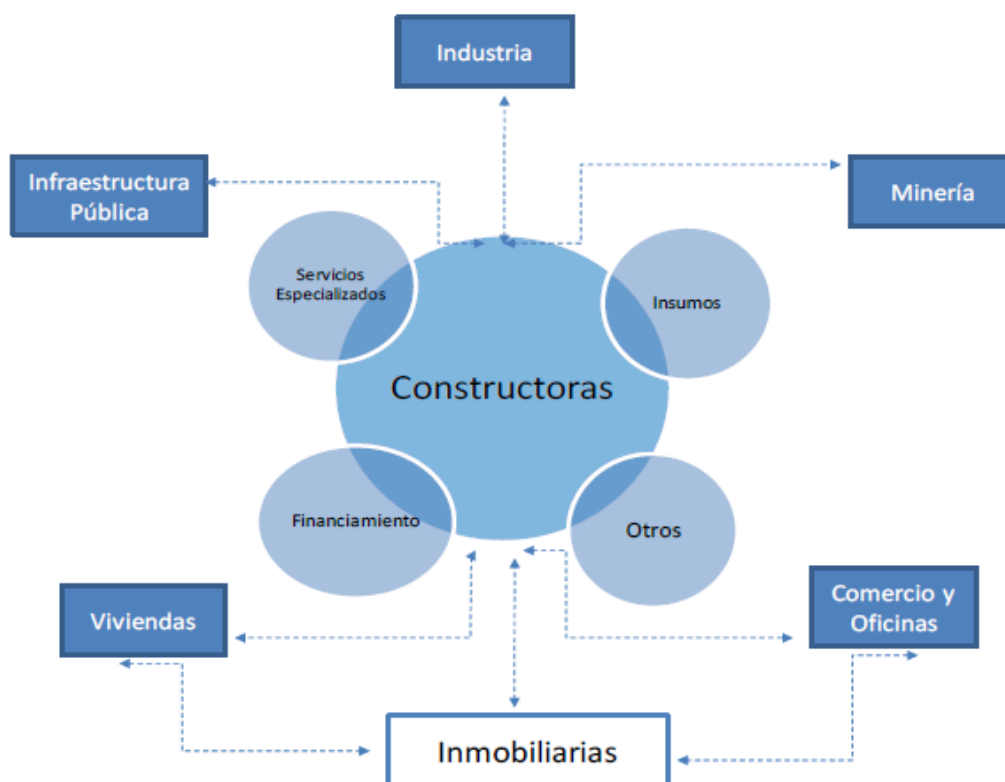 Industria
Infraestructura
Pública
Minería
Servicios
Especializados
Insumos
Constructoras
Financiamiento
Otros
Viviendas
Comercio y
Oficinas
Inmobiliarias